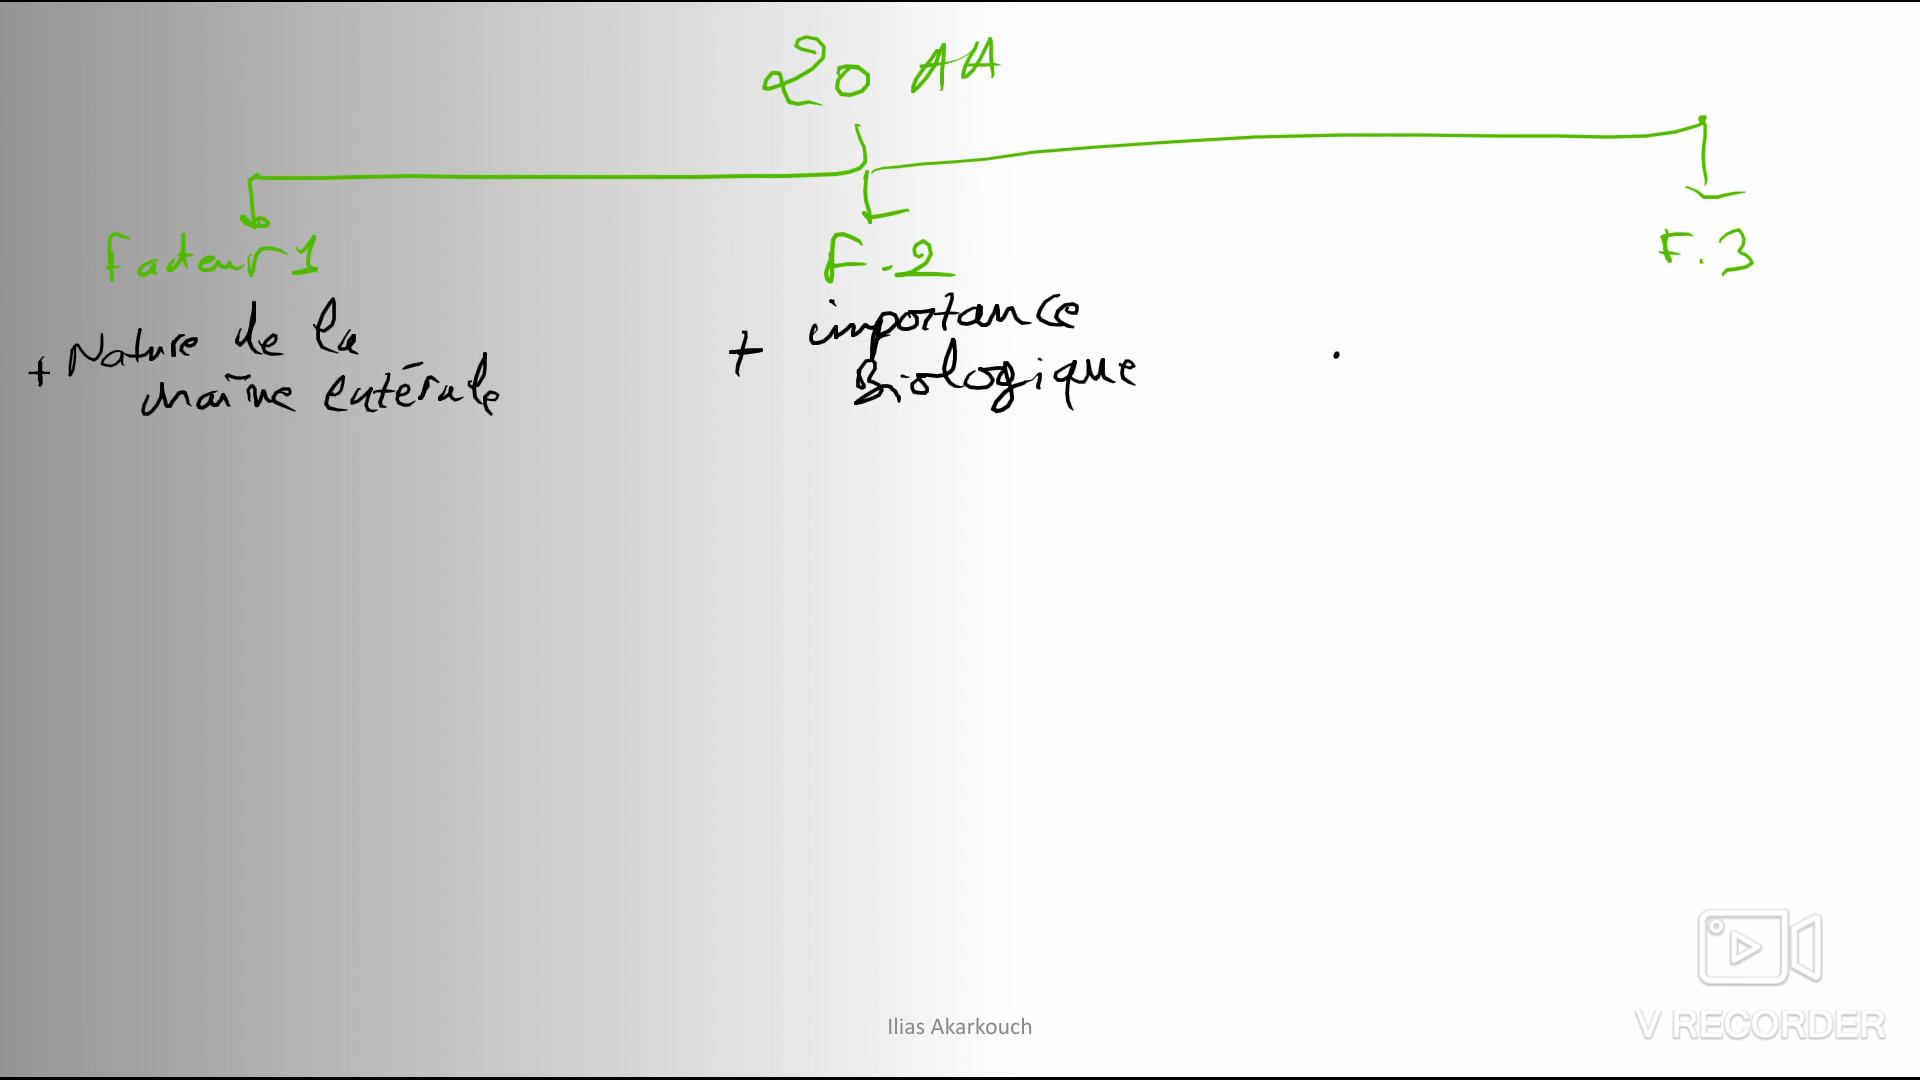 20 AA
Facteur 1
F.2
F.3
+ Nature de la
chaîne latérale
+ importance
Biologique
Ilias Akarkouch
V RECORDER